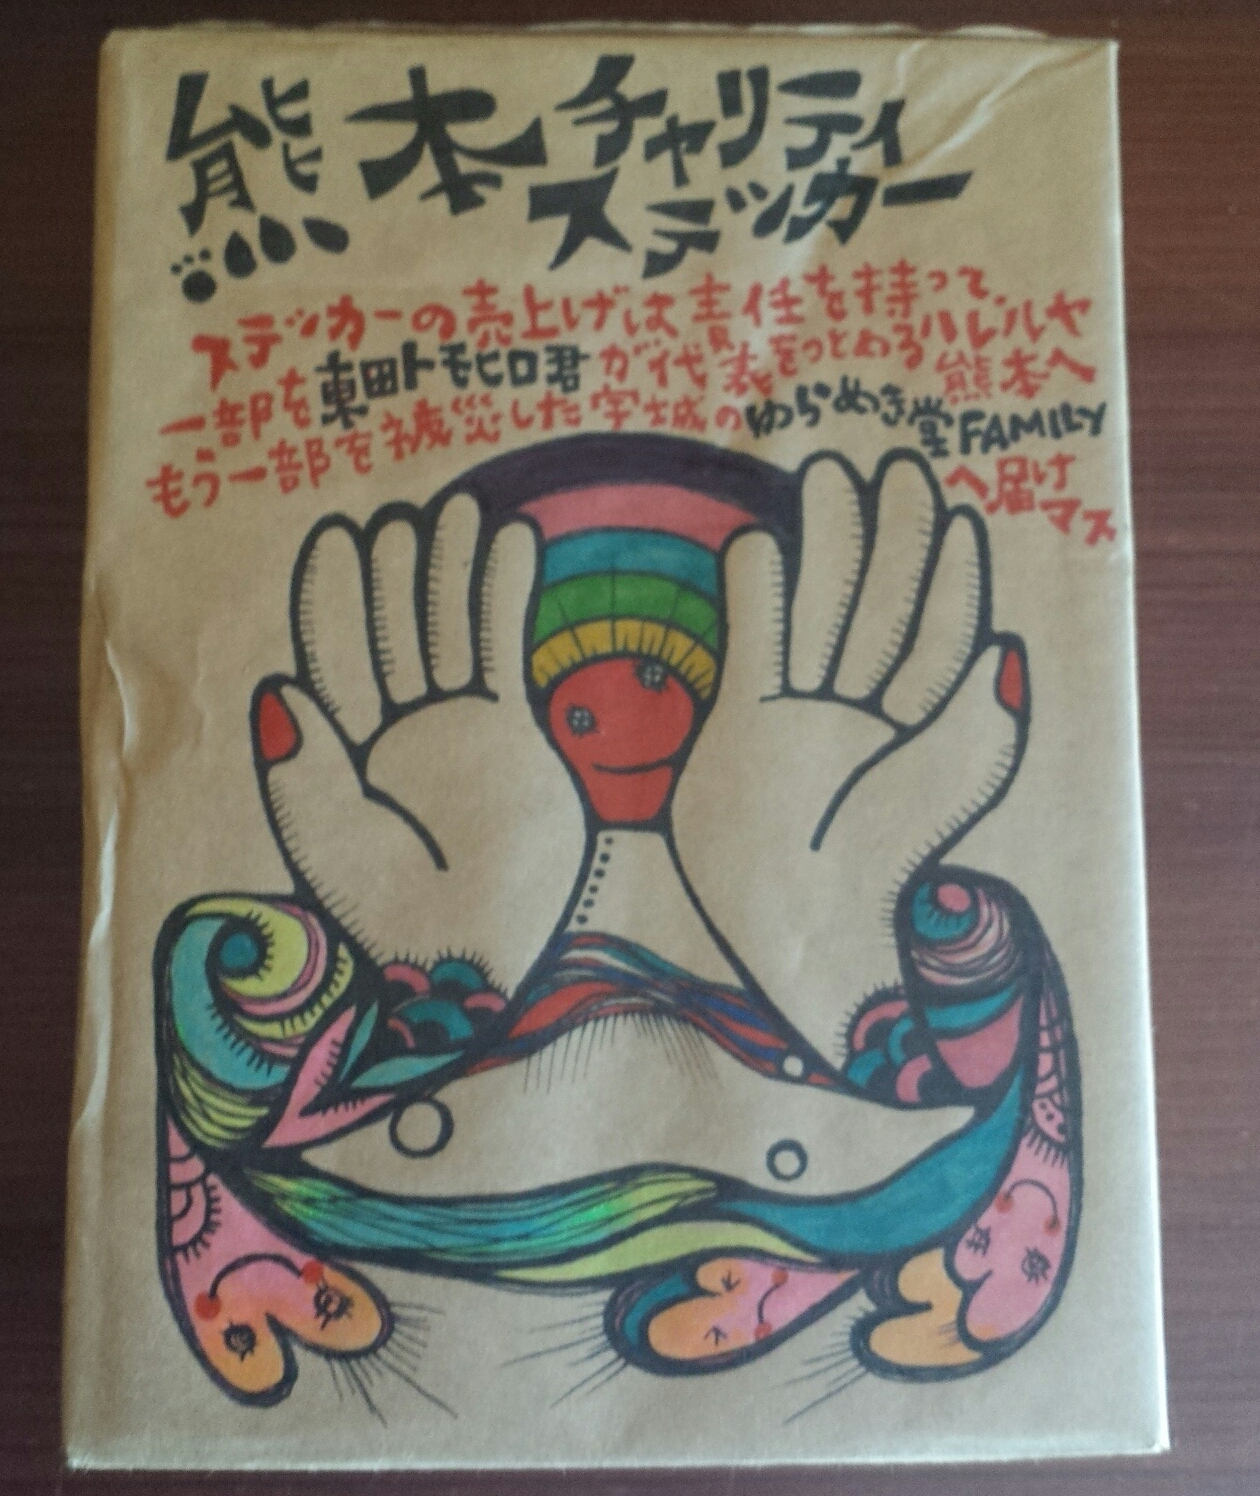 熊本チャリティ
ステッカー
ステッカーの売上げは責任を持って、
一部を東田トモヒロ君が代表をつとめるハレルヤ熊本へ
もう一部を被災した宇城のゆらめき堂FAMILY
へ届けマス